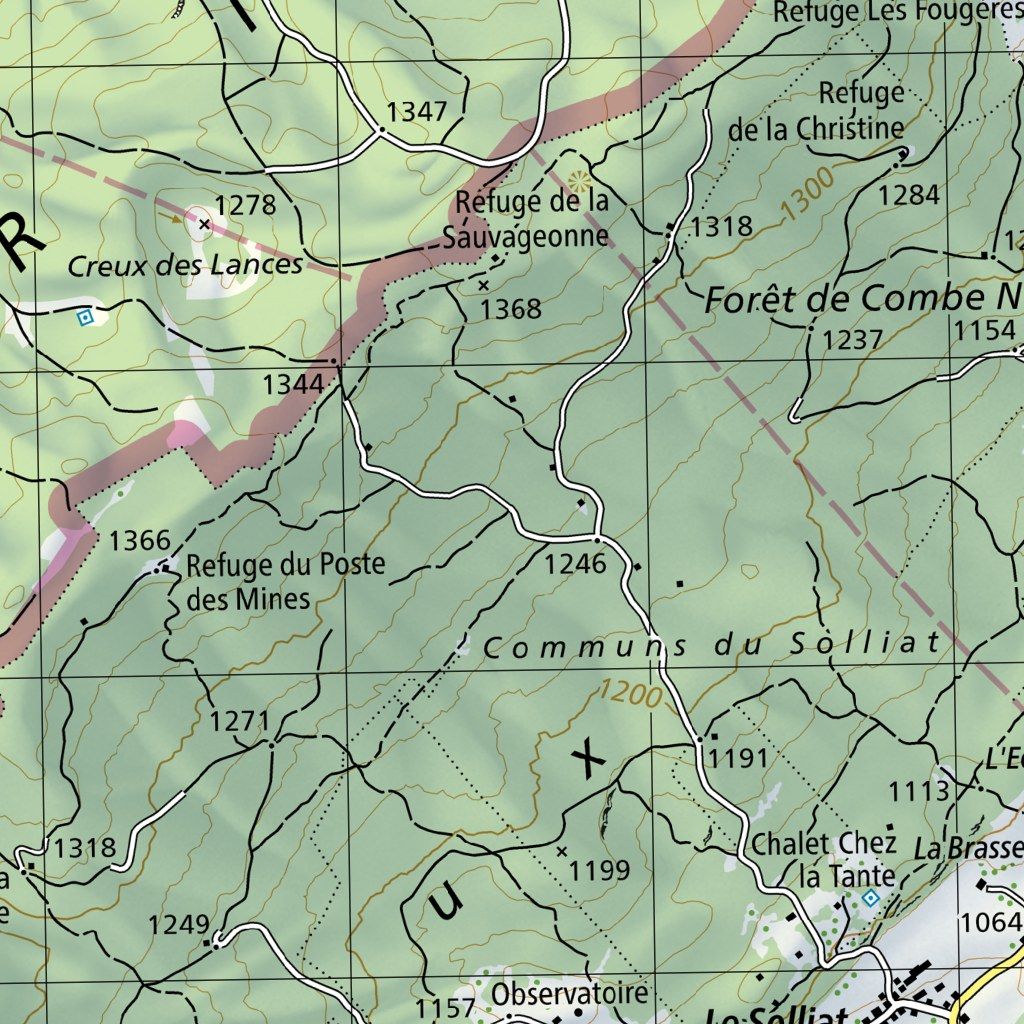 Refuge Les Fougères
Refuge
de la Christine
1347
1284
1278
R
Creux des Lances
Refuge de la
Sauvageonne
1318
1300
1368
Forêt de Combe N
1344
1237
1154
1366
Refuge du Poste
des Mines
1246
Communs du Solliat
1200
1271
1191
X
L'E
1113
1318
Chalet Chez
la Tante
La Brasse
1199
u
1249
1064
Observatoire
1157
Le Solliat